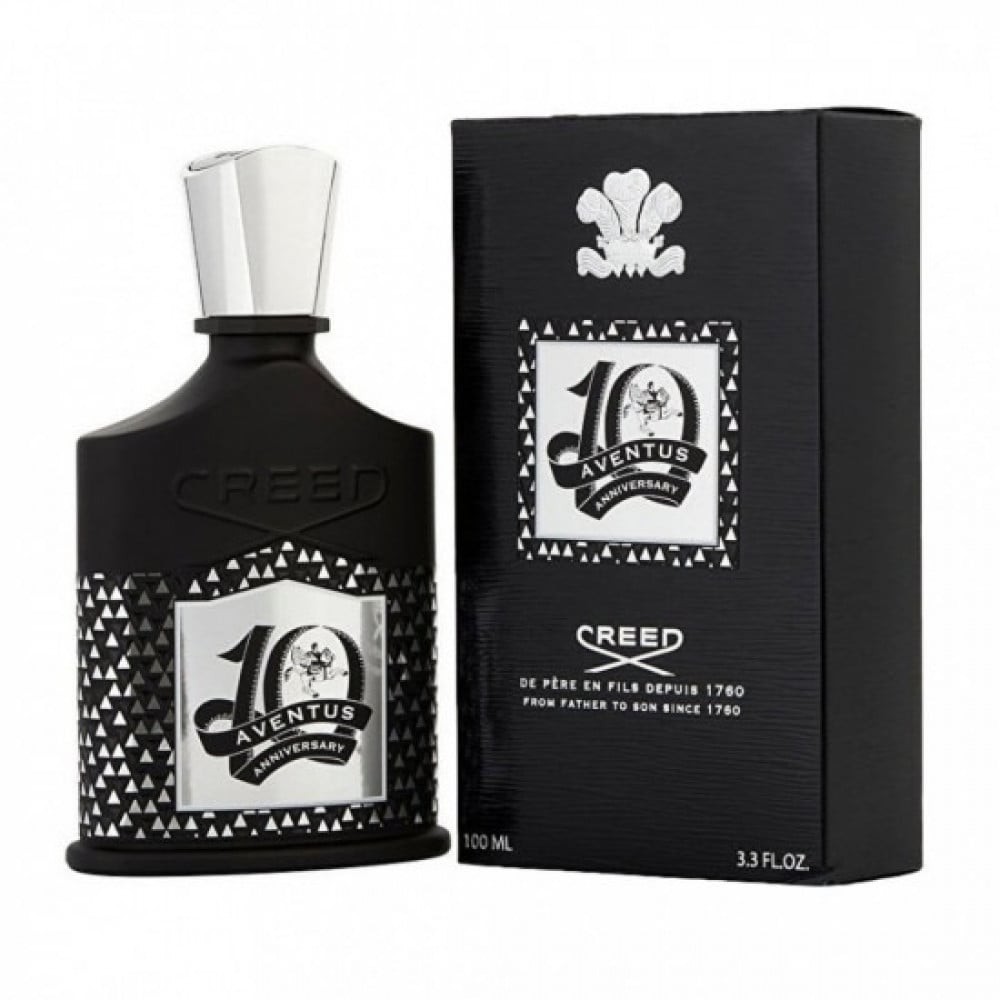 CREED
10
AVENTUS
ANNIVERSARY
10
AVENTUS
ANNIVERSARY
CREED
DE PÈRE EN FILS DEPUIS 1760
FROM FATHER TO SON SINCE 1760
100 ML
3.3 FL.OZ.